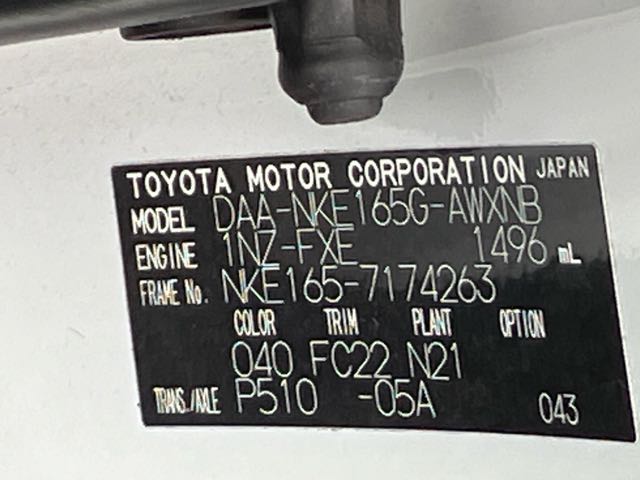 TOYOTA MOTOR CORPORATION JAPAN
MODEL DAA-NKE165G-AWXNB
ENGINE 1NZ-FXE 1496 mL
FRAME No. NKE165-7174263
COLOR TRIM PLANT OPTION
040 FC22 N21
TRANS./AXLE P510 -05A 043